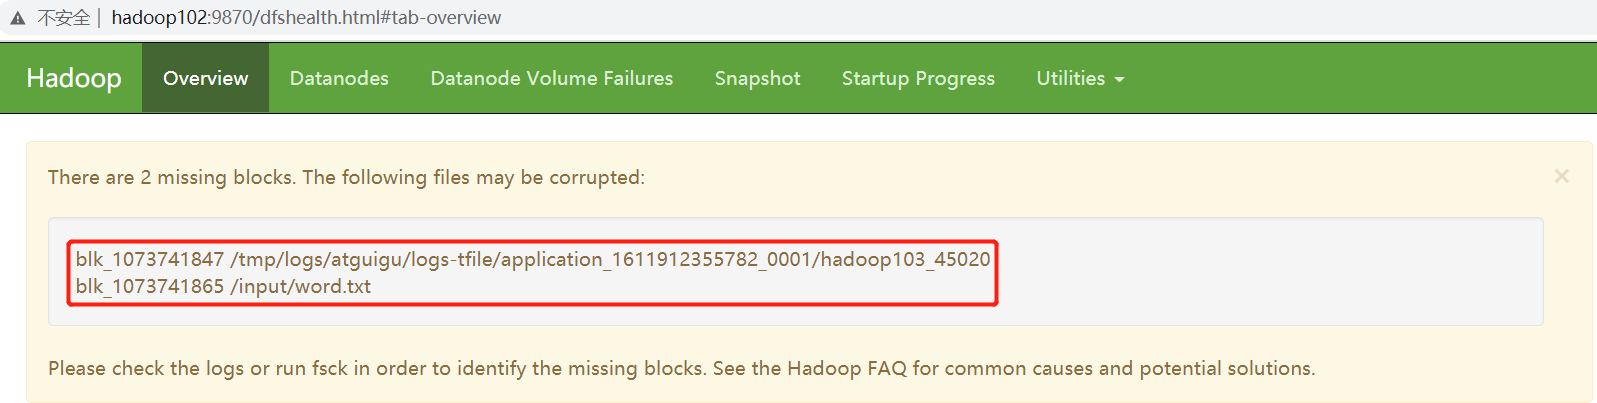 不安全 | hadoop102:9870/dfshealth.html#tab-overview
Hadoop Overview Datanodes Datanode Volume Failures Snapshot Startup Progress Utilities
There are 2 missing blocks. The following files may be corrupted:
×
blk_1073741847 /tmp/logs/atguigu/logs-tfile/application_1611912355782_0001/hadoop103_45020
blk_1073741865 /input/word.txt
Please check the logs or run fsck in order to identify the missing blocks. See the Hadoop FAQ for common causes and potential solutions.